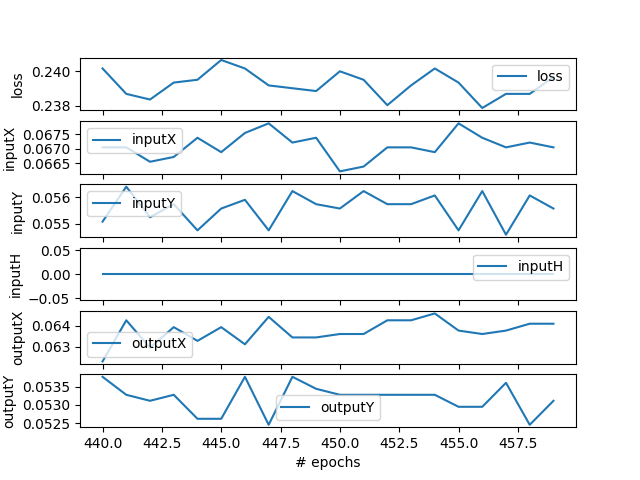 loss
0.240
0.238
loss
inputX
0.0675
0.0670
0.0665
inputX
inputY
0.056
0.055
inputY
inputH
0.05
0.00
−0.05
inputH
outputX
0.064
0.063
outputX
outputY
0.0535
0.0530
0.0525
outputY
440.0 442.5 445.0 447.5 450.0 452.5 455.0 457.5
# epochs